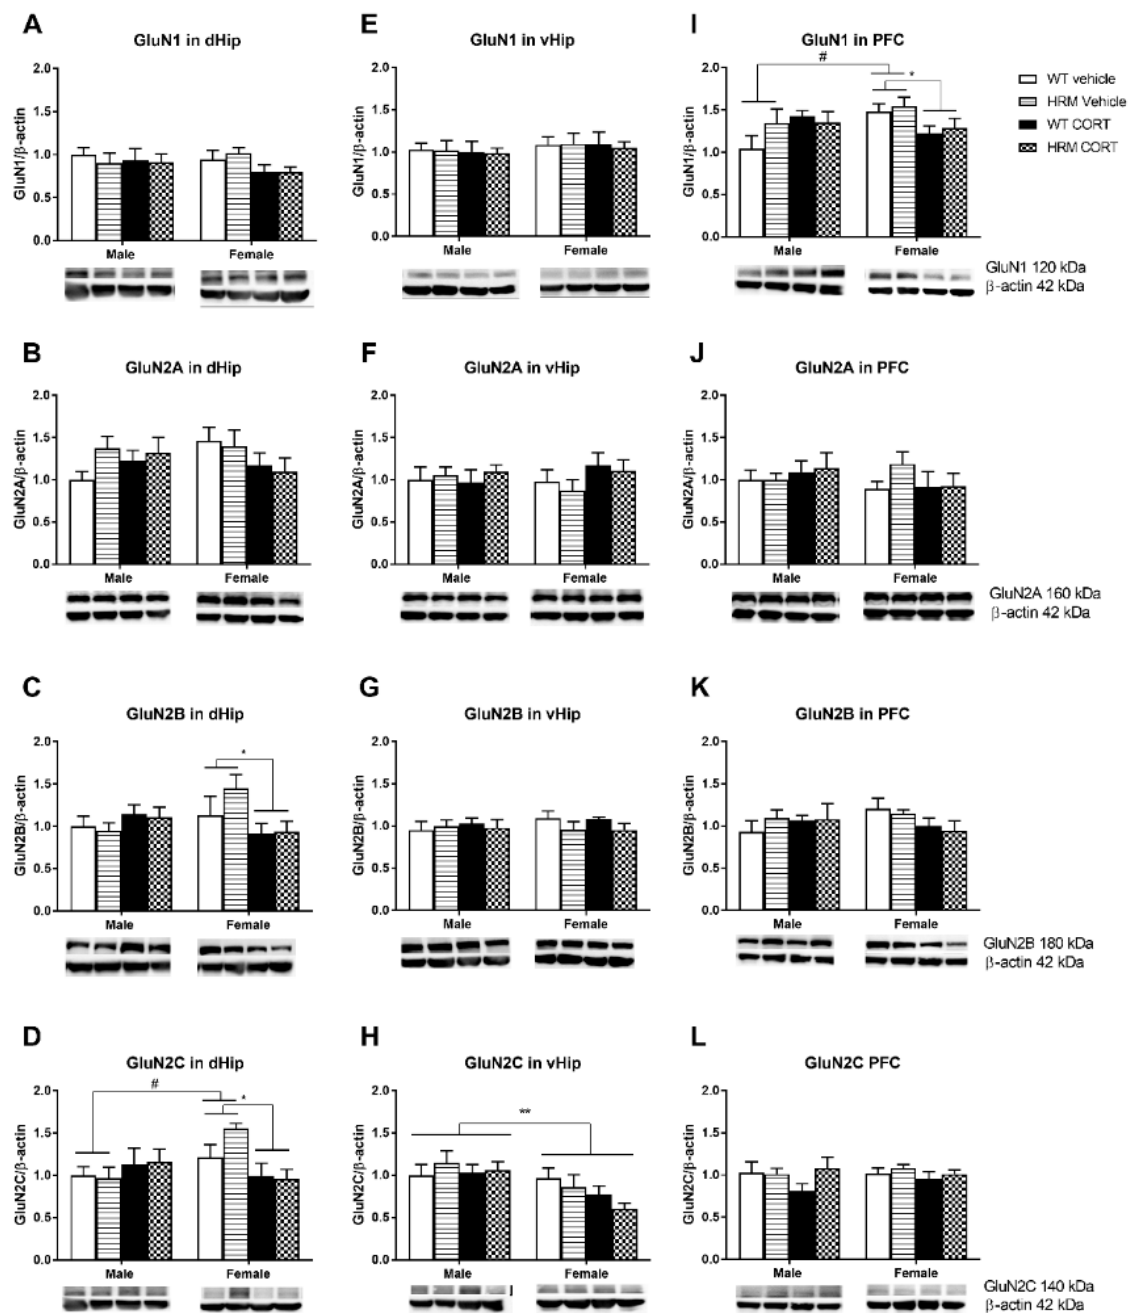 A E I
GluN1 in dHip GluN1 in vHip GluN1 in PFC
2.0 2.0 2.0 # WT vehicle
* HRM Vehicle
1.5 1.5 1.5 WT CORT
HRM CORT
1.0 1.0 1.0
0.5 0.5 0.5
0.0 0.0 0.0
GluN1/β-actin GluN1/β-actin GluN1/β-actin
Male Female Male Female Male Female
GluN1 120 kDa
β-actin 42 kDa
B F J
GluN2A in dHip GluN2A in vHip GluN2A in PFC
2.0 2.0 2.0
1.5 1.5 1.5
1.0 1.0 1.0
0.5 0.5 0.5
0.0 0.0 0.0
GluN2A/β-actin GluN2A/β-actin GluN2A/β-actin
Male Female Male Female Male Female
GluN2A 160 kDa
β-actin 42 kDa
C G K
GluN2B in dHip GluN2B in vHip GluN2B in PFC
2.0 2.0 2.0
*
1.5 1.5 1.5
1.0 1.0 1.0
0.5 0.5 0.5
0.0 0.0 0.0
GluN2B/β-actin GluN2B/β-actin GluN2B/β-actin
Male Female Male Female Male Female
GluN2B 180 kDa
β-actin 42 kDa
D H L
GluN2C in dHip GluN2C in vHip GluN2C PFC
2.0 # 2.0 2.0
* **
1.5 1.5 1.5
1.0 1.0 1.0
0.5 0.5 0.5
0.0 0.0 0.0
GluN2C/β-actin GluN2C/β-actin GluN2C/β-actin
Male Female Male Female Male Female
GluN2C 140 kDa
β-actin 42 kDa